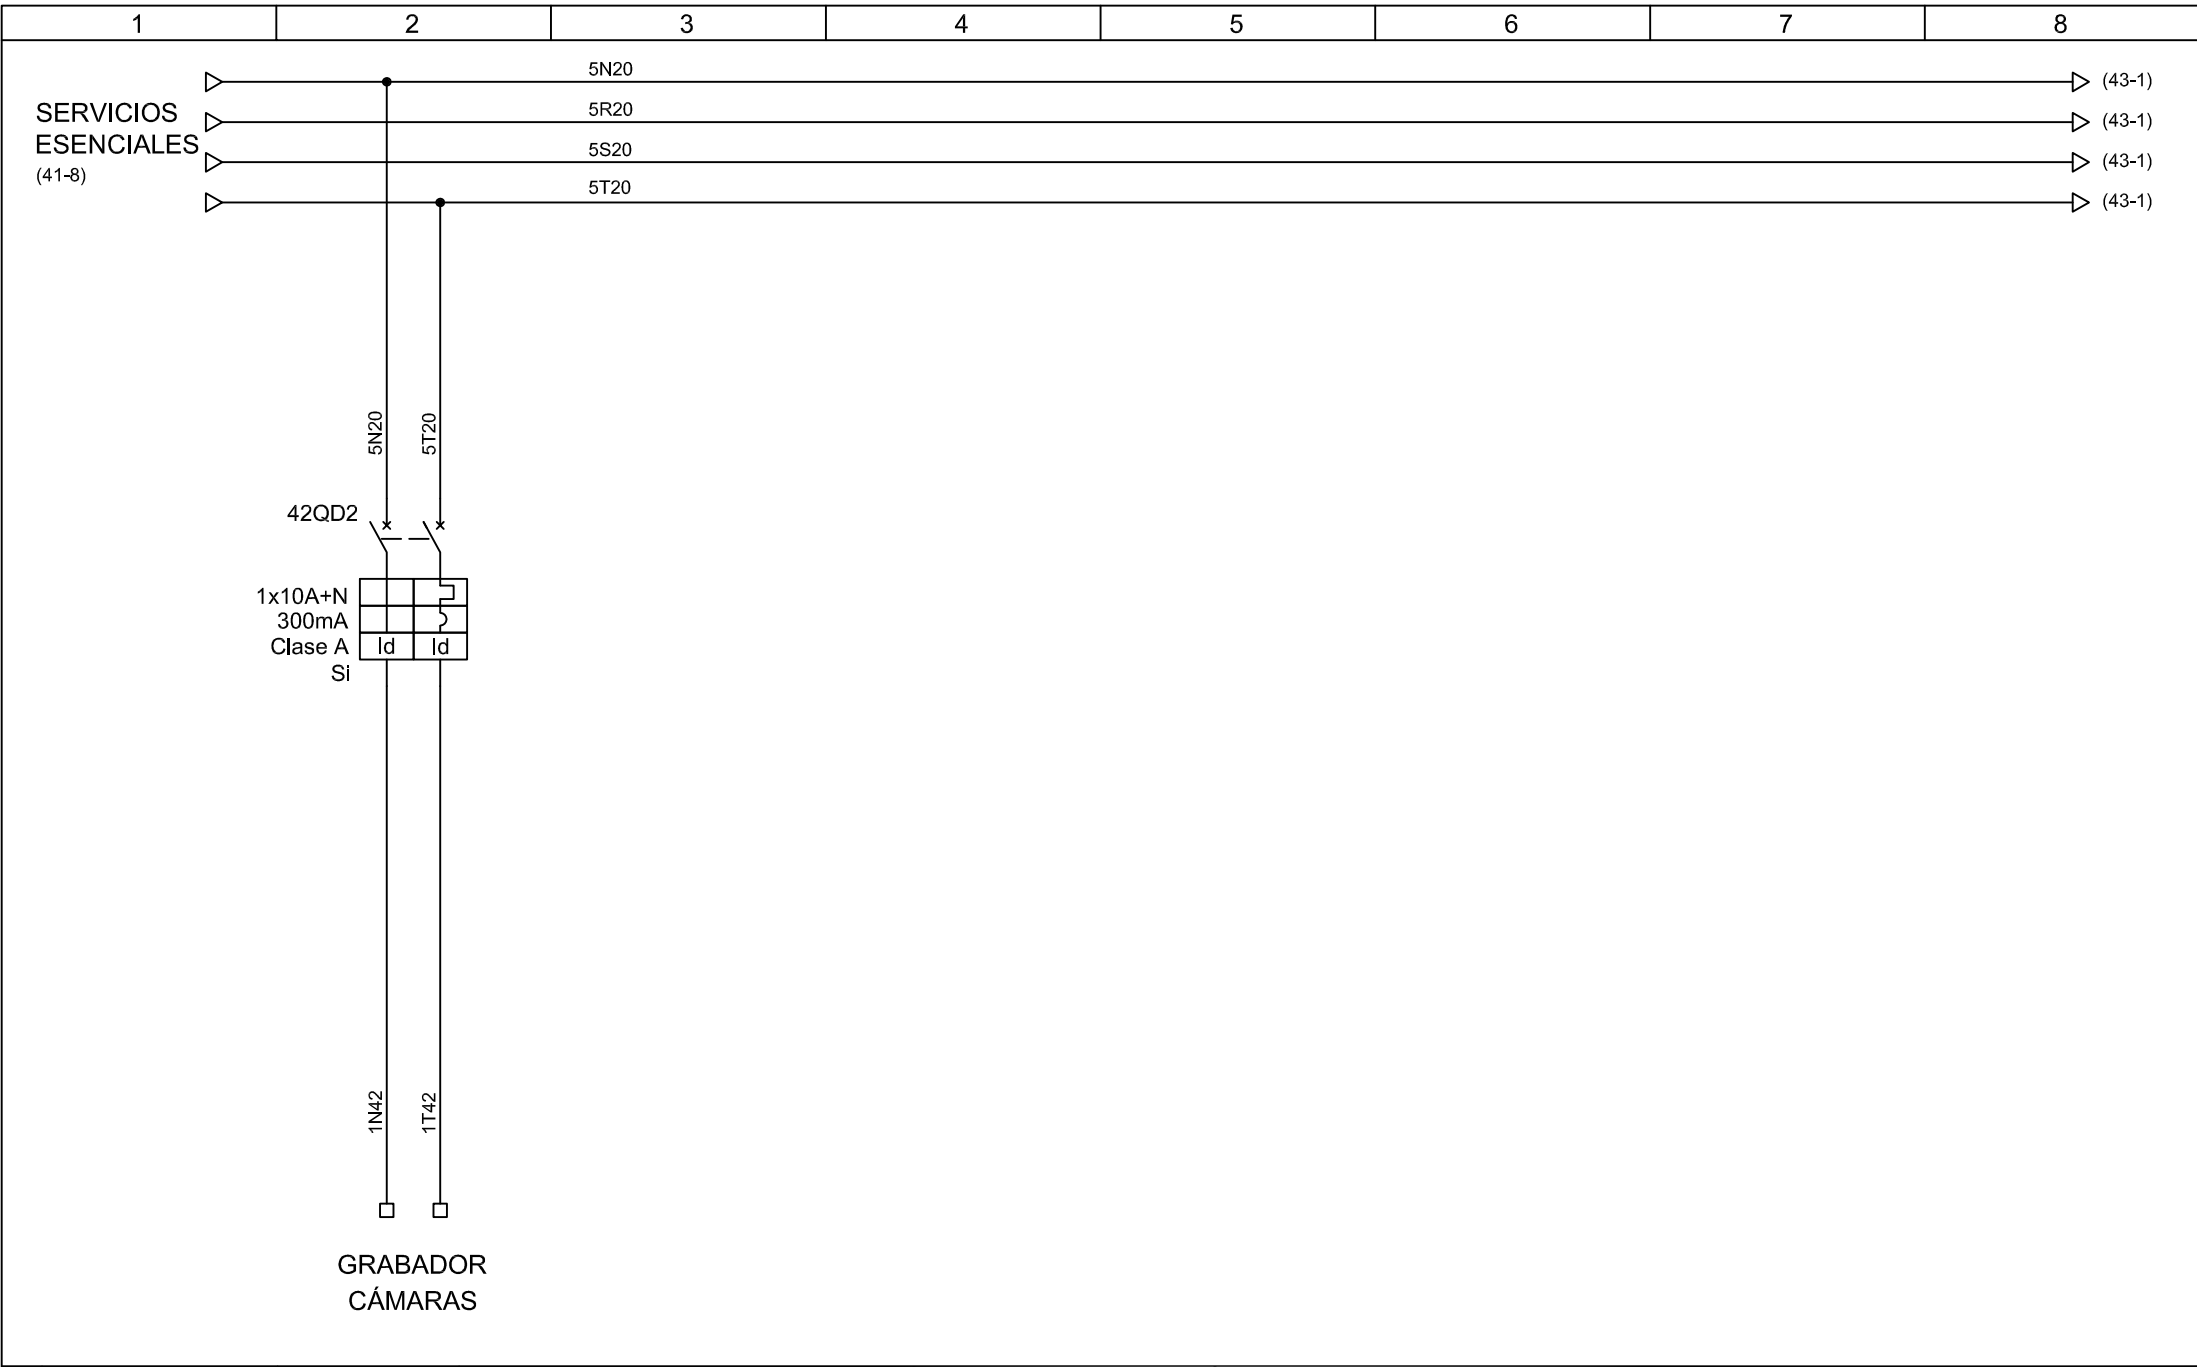 1 2 3 4 5 6 7 8
5N20 (43-1)
SERVICIOS
ESENCIALES
(41-8)
5R20 (43-1)
5S20 (43-1)
5T20 (43-1)
5N20
5T20
42QD2
1x10A+N
300mA
Clase A Id Id
Si
1N42
1T42
GRABADOR
CÁMARAS